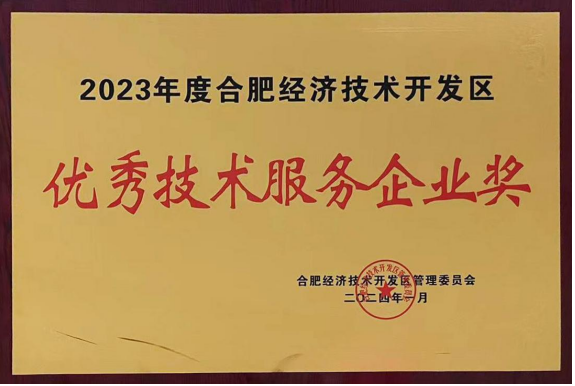 2023年度合肥经济技术开发区
优秀技术服务企业奖
合肥经济技术开发区管理委员会
二〇二四年一月